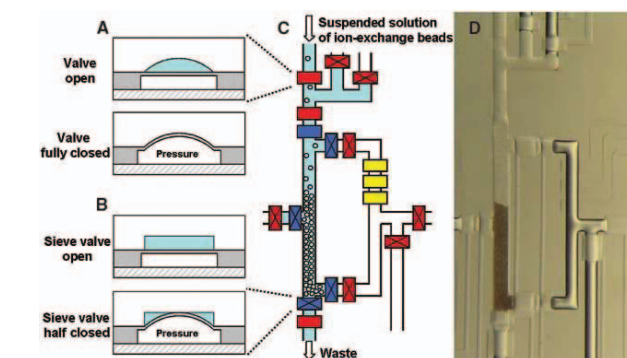 A
Valve
open
Valve
fully closed
Pressure
B
Sieve valve
open
Sieve valve
half closed
Pressure
C
Suspended solution
of ion-exchange beads
Waste
D